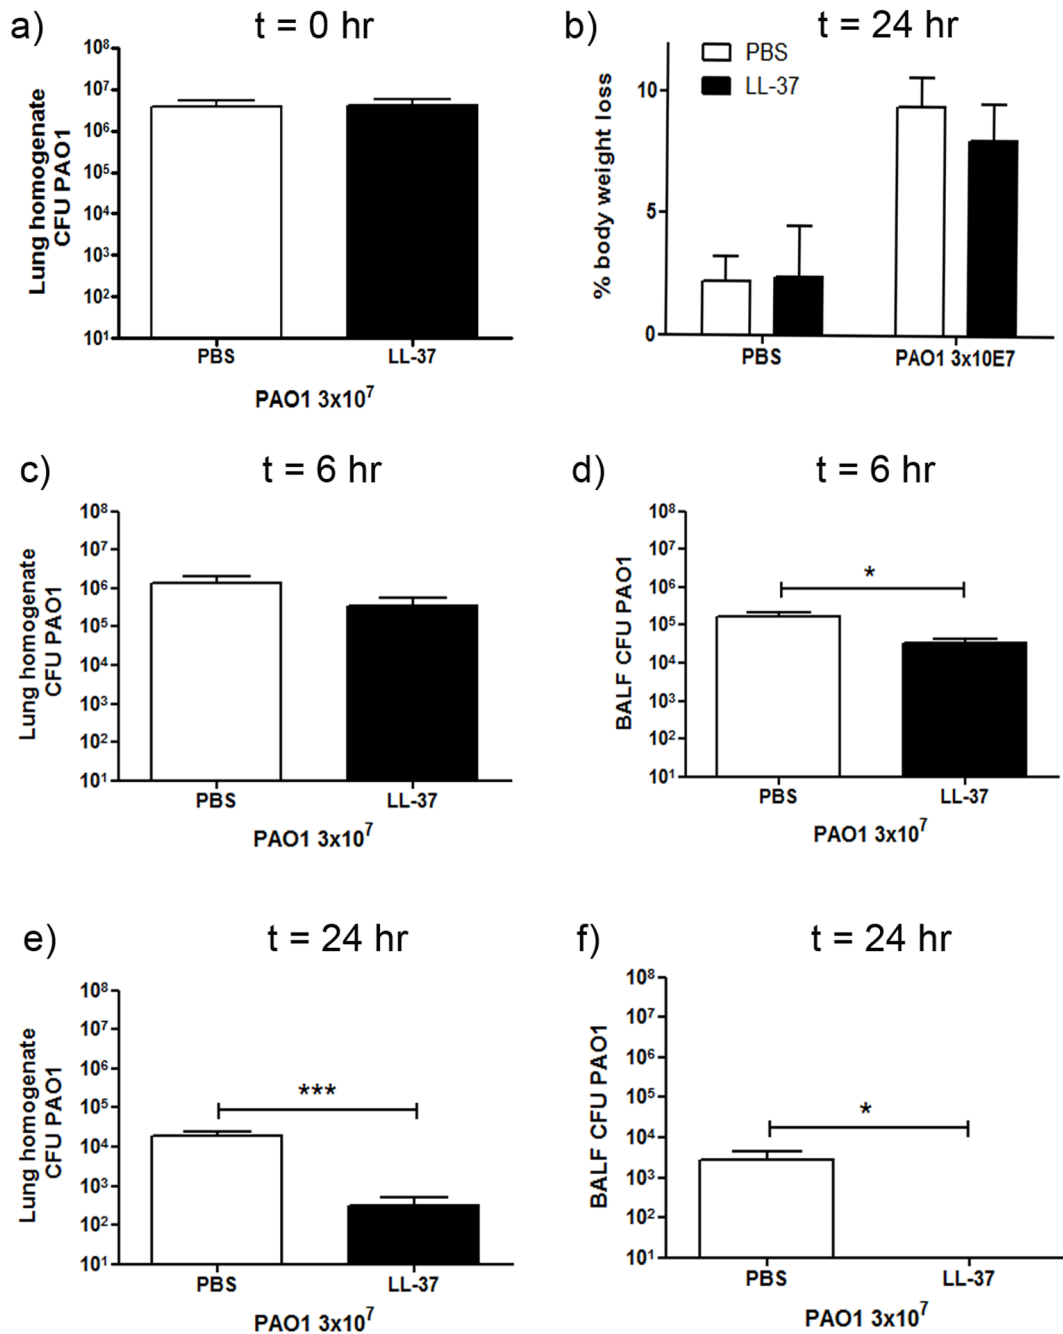 a) t = 0 hr
Lung homogenate
CFU PAO1
10⁸
10⁷
10⁶
10⁵
10⁴
10³
10²
10¹
PBS LL-37
PAO1 3x10⁷
b) t = 24 hr
PBS
LL-37
% body weight loss
10
5
0
PBS PAO1 3x10E7
c) t = 6 hr
Lung homogenate
CFU PAO1
10⁸
10⁷
10⁶
10⁵
10⁴
10³
10²
10¹
PBS LL-37
PAO1 3x10⁷
d) t = 6 hr
BALF CFU PAO1
10⁸
10⁷
10⁶
10⁵
10⁴
10³
10²
10¹
*
PBS LL-37
PAO1 3x10⁷
e) t = 24 hr
Lung homogenate
CFU PAO1
10⁸
10⁷
10⁶
10⁵
10⁴
10³
10²
10¹
***
PBS LL-37
PAO1 3x10⁷
f) t = 24 hr
BALF CFU PAO1
10⁸
10⁷
10⁶
10⁵
10⁴
10³
10²
10¹
*
PBS LL-37
PAO1 3x10⁷